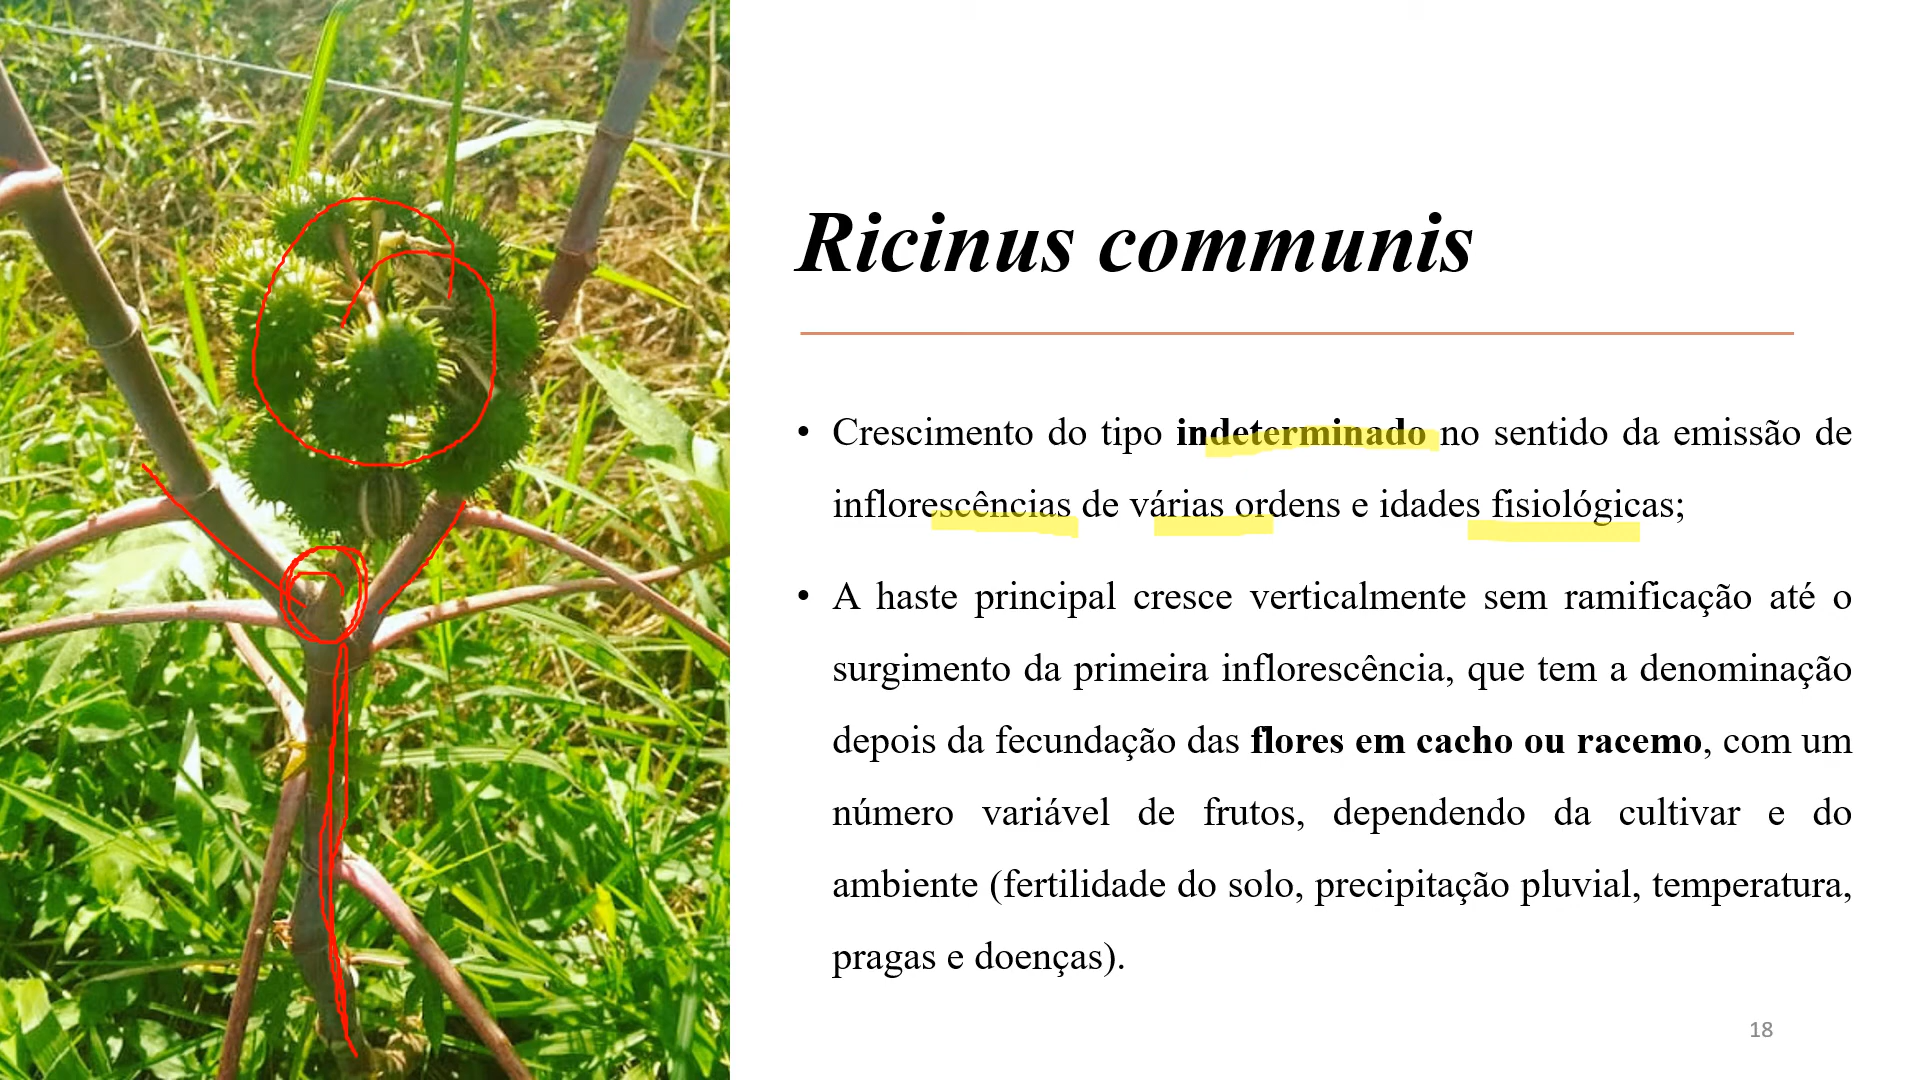 Ricinus communis
• Crescimento do tipo indeterminado no sentido da emissão de
inflorescências de várias ordens e idades fisiológicas;
• A haste principal cresce verticalmente sem ramificação até o
surgimento da primeira inflorescência, que tem a denominação
depois da fecundação das flores em cacho ou racemo, com um
número variável de frutos, dependendo da cultivar e do
ambiente (fertilidade do solo, precipitação pluvial, temperatura,
pragas e doenças).
18